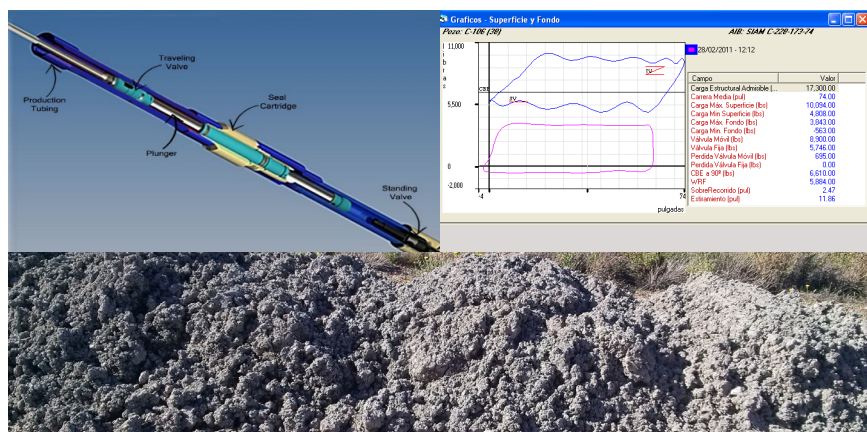 Traveling
Valve
Production
Tubing
Seal
Cartridge
Plunger
Standing
Valve
Graficos - Superficie y Fondo
Pozo: C-106 (30)
AIB: SIAM C-228-173-74
28/02/2011 - 12:12
libras
11,000
CBE
5,500
0
-2,000
TV
SV
-4
74
pulgadas
Campo Valor
Carga Estructural Admisible (... 17,300.00
Carrera Media (pul) 74.00
Carga Máx. Superficie (lbs) 10,094.00
Carga Min Superficie (lbs) 4,808.00
Carga Máx. Fondo (lbs) 3,843.00
Carga Min. Fondo (lbs) -563.00
Válvula Móvil (lbs) 8,900.00
Válvula Fija (lbs) 5,746.00
Perdida Válvula Móvil (lbs) 695.00
Perdida Válvula Fija (lbs) 0.00
CBE a 90º (lbs) 6,610.00
WRF 5,884.00
SobreRecorrido (pul) 2.47
Estiramiento (pul) 11.86